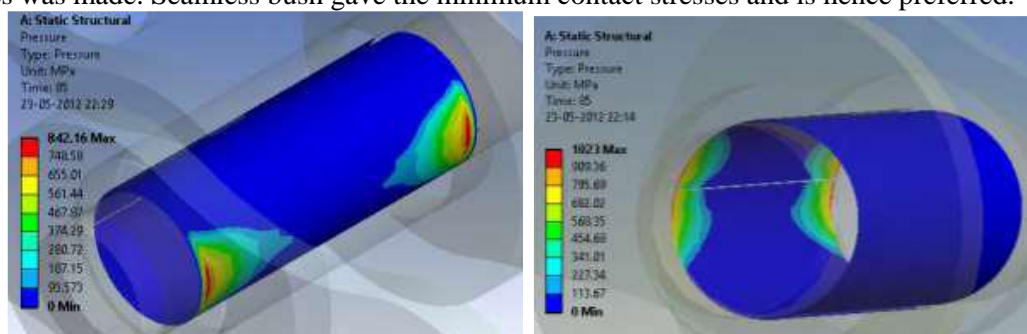 s was made. Seamless bush gave the minimum contact stresses and is hence preferred.
A: Static Structural
Pressure
Type: Pressure
Unit: MPa
Time: 85
23-05-2012 22:29
842.16 Max
748.58
655.01
561.44
467.87
374.29
280.72
187.15
93.573
0 Min
A: Static Structural
Pressure
Type: Pressure
Unit: MPa
Time: 85
23-05-2012 22:14
1023 Max
909.36
795.69
682.02
568.35
454.68
341.01
227.34
113.67
0 Min